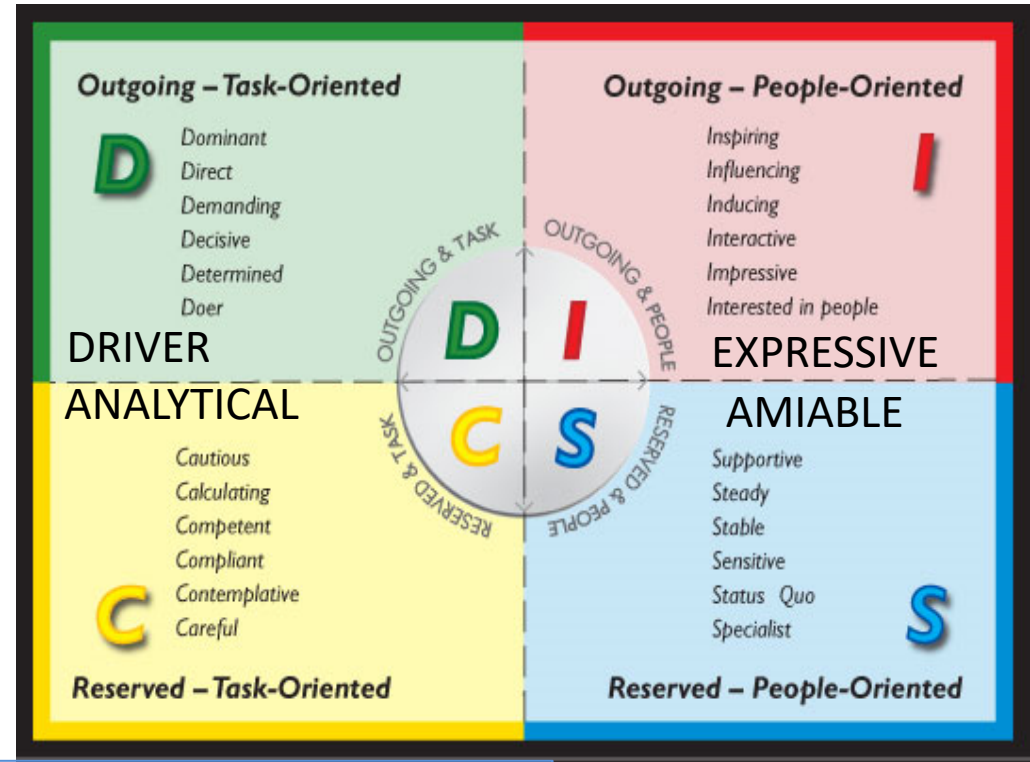 Outgoing – Task-Oriented
D
Dominant
Direct
Demanding
Decisive
Determined
Doer
DRIVER
Outgoing – People-Oriented
I
Inspiring
Influencing
Inducing
Interactive
Impressive
Interested in people
EXPRESSIVE
OUTGOING & TASK
OUTGOING & PEOPLE
D I
C S
RESERVED & TASK
RESERVED & PEOPLE
ANALYTICAL
Cautious
Calculating
Competent
Compliant
Contemplative
Careful
C
Reserved – Task-Oriented
AMIABLE
Supportive
Steady
Stable
Sensitive
Status Quo
Specialist
S
Reserved – People-Oriented